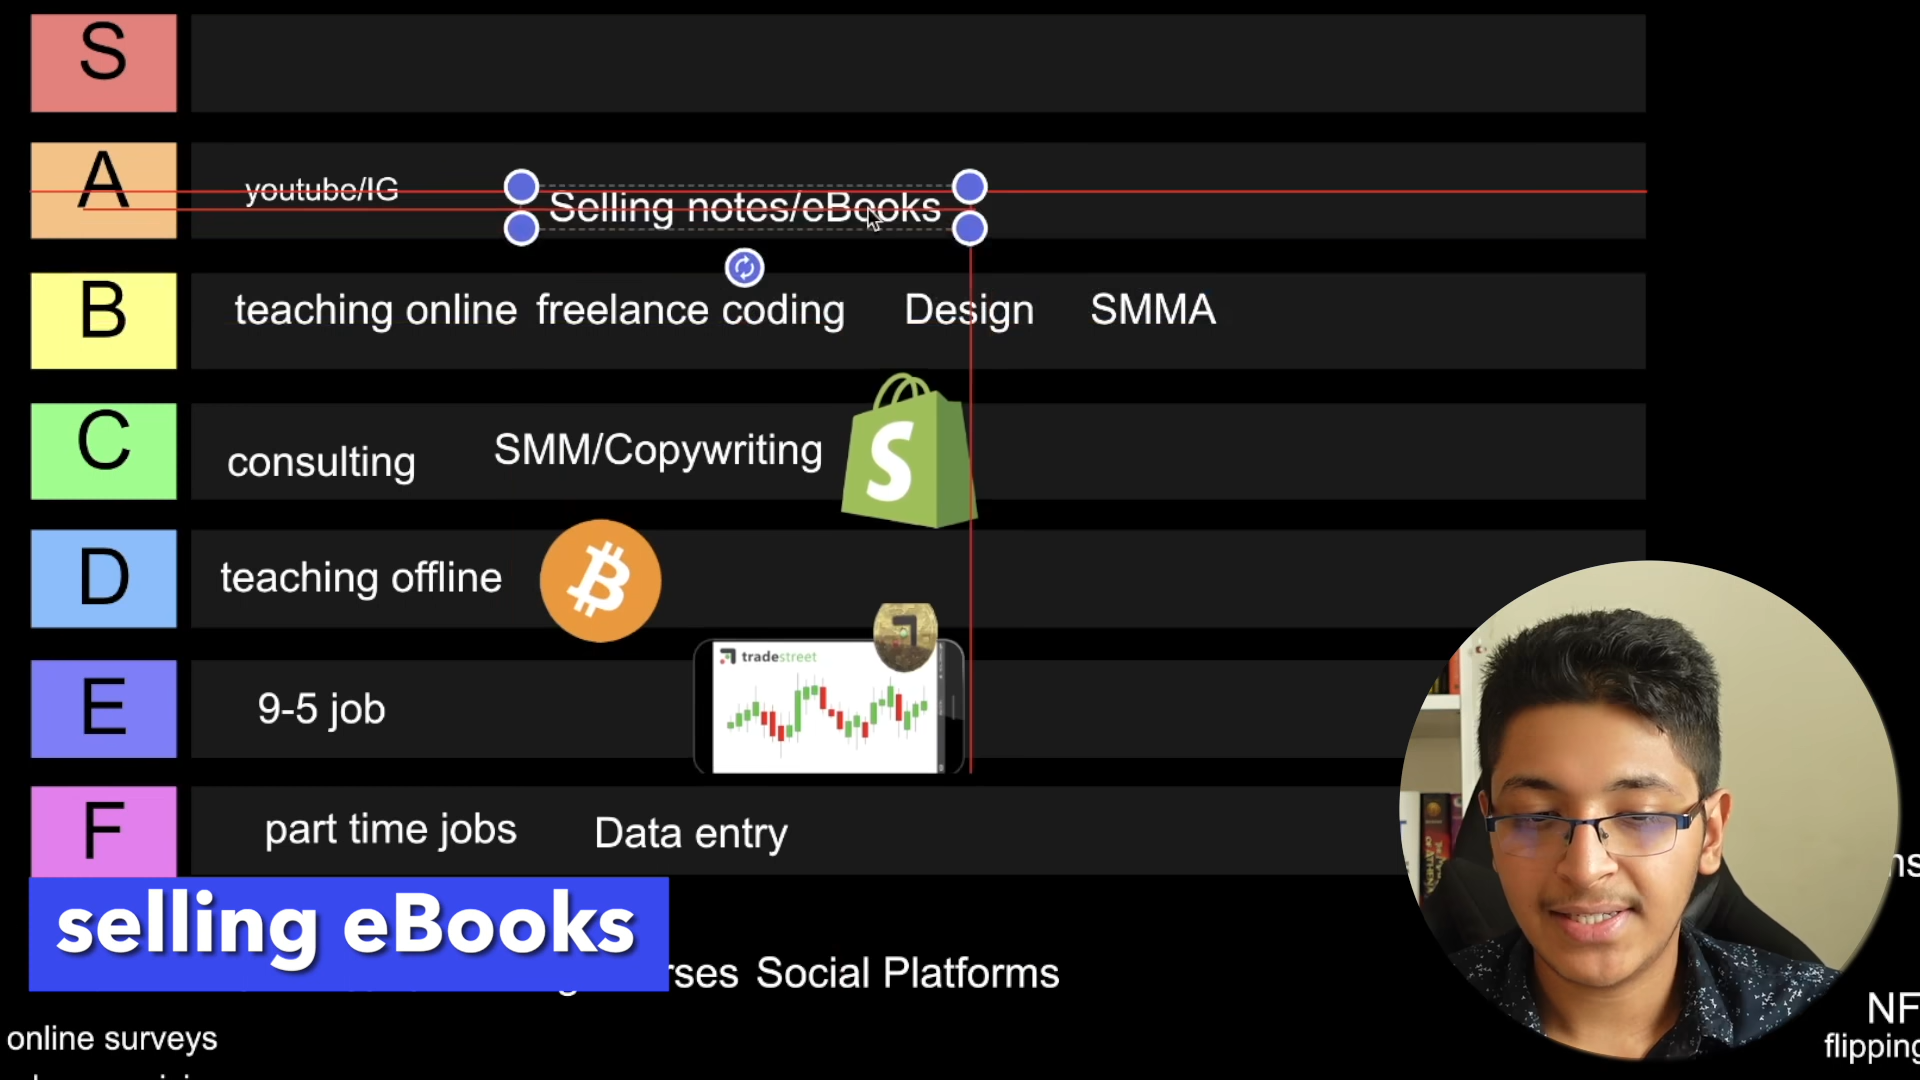 S
A
youtube/IG
Selling notes/eBooks
B
teaching online freelance coding Design SMMA
C
consulting
SMM/Copywriting
S
D
teaching offline
E
9-5 job
tradestreet
F
part time jobs Data entry
selling eBooks
rses Social Platforms
online surveys
NF
flipping